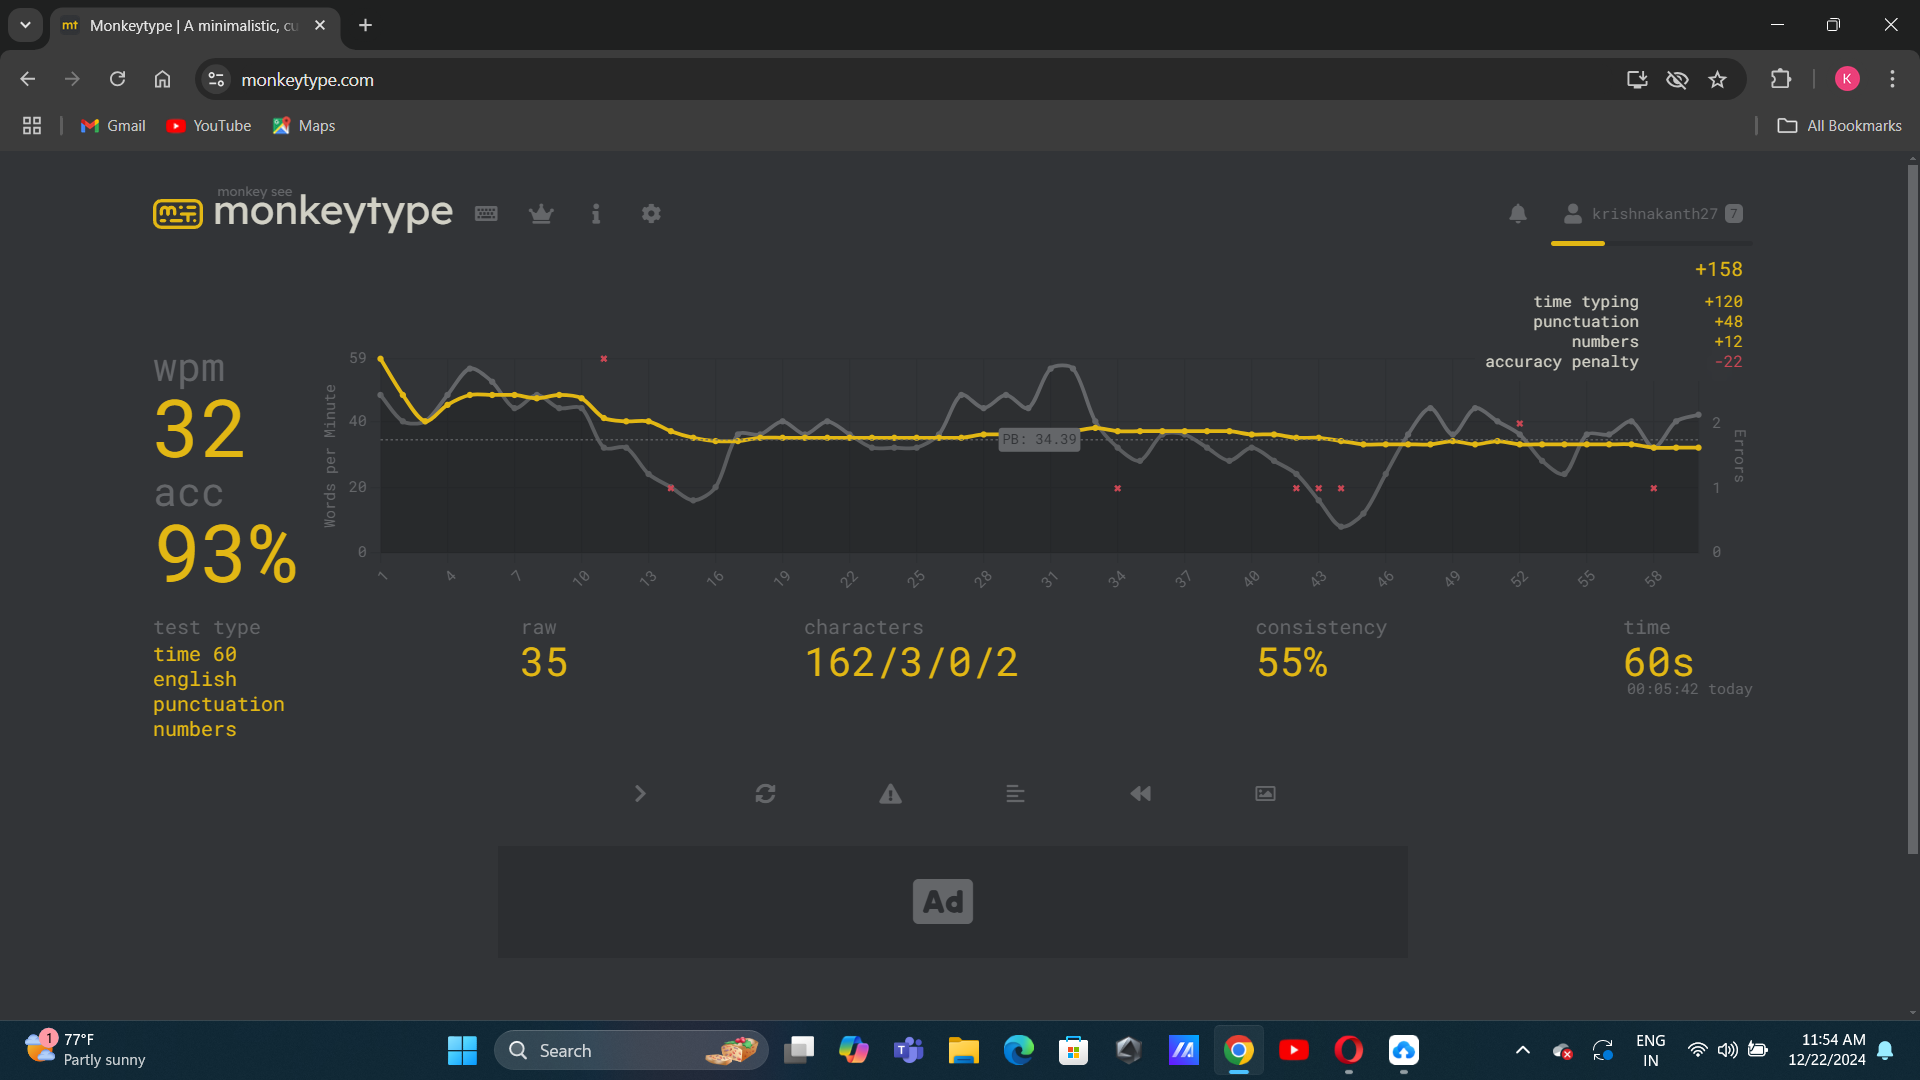 mt Monkeytype | A minimalistic, cu
monkeytype.com
K
Gmail YouTube Maps All Bookmarks
monkey see
monkeytype
krishnakanth27 7
+158
time typing +120
punctuation +48
numbers +12
accuracy penalty -22
wpm
32
acc
93%
59
40
20
0
Words per Minute
PB: 34.39
2
1
0
Errors
1 4 7 10 13 16 19 22 25 28 31 34 37 40 43 46 49 52 55 58
test type
time 60
english
punctuation
numbers
raw
35
characters
162/3/0/2
consistency
55%
time
60s
00:05:42 today
Ad
1
77°F
Partly sunny
Search
ENG
IN
11:54 AM
12/22/2024